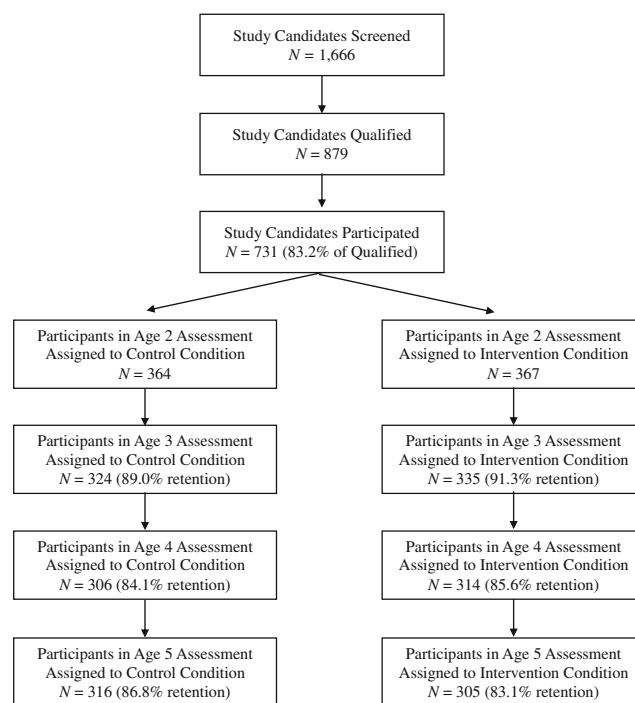 Study Candidates Screened
N = 1,666
Study Candidates Qualified
N = 879
Study Candidates Participated
N = 731 (83.2% of Qualified)
Participants in Age 2 Assessment
Assigned to Control Condition
N = 364
Participants in Age 2 Assessment
Assigned to Intervention Condition
N = 367
Participants in Age 3 Assessment
Assigned to Control Condition
N = 324 (89.0% retention)
Participants in Age 3 Assessment
Assigned to Intervention Condition
N = 335 (91.3% retention)
Participants in Age 4 Assessment
Assigned to Control Condition
N = 306 (84.1% retention)
Participants in Age 4 Assessment
Assigned to Intervention Condition
N = 314 (85.6% retention)
Participants in Age 5 Assessment
Assigned to Control Condition
N = 316 (86.8% retention)
Participants in Age 5 Assessment
Assigned to Intervention Condition
N = 305 (83.1% retention)